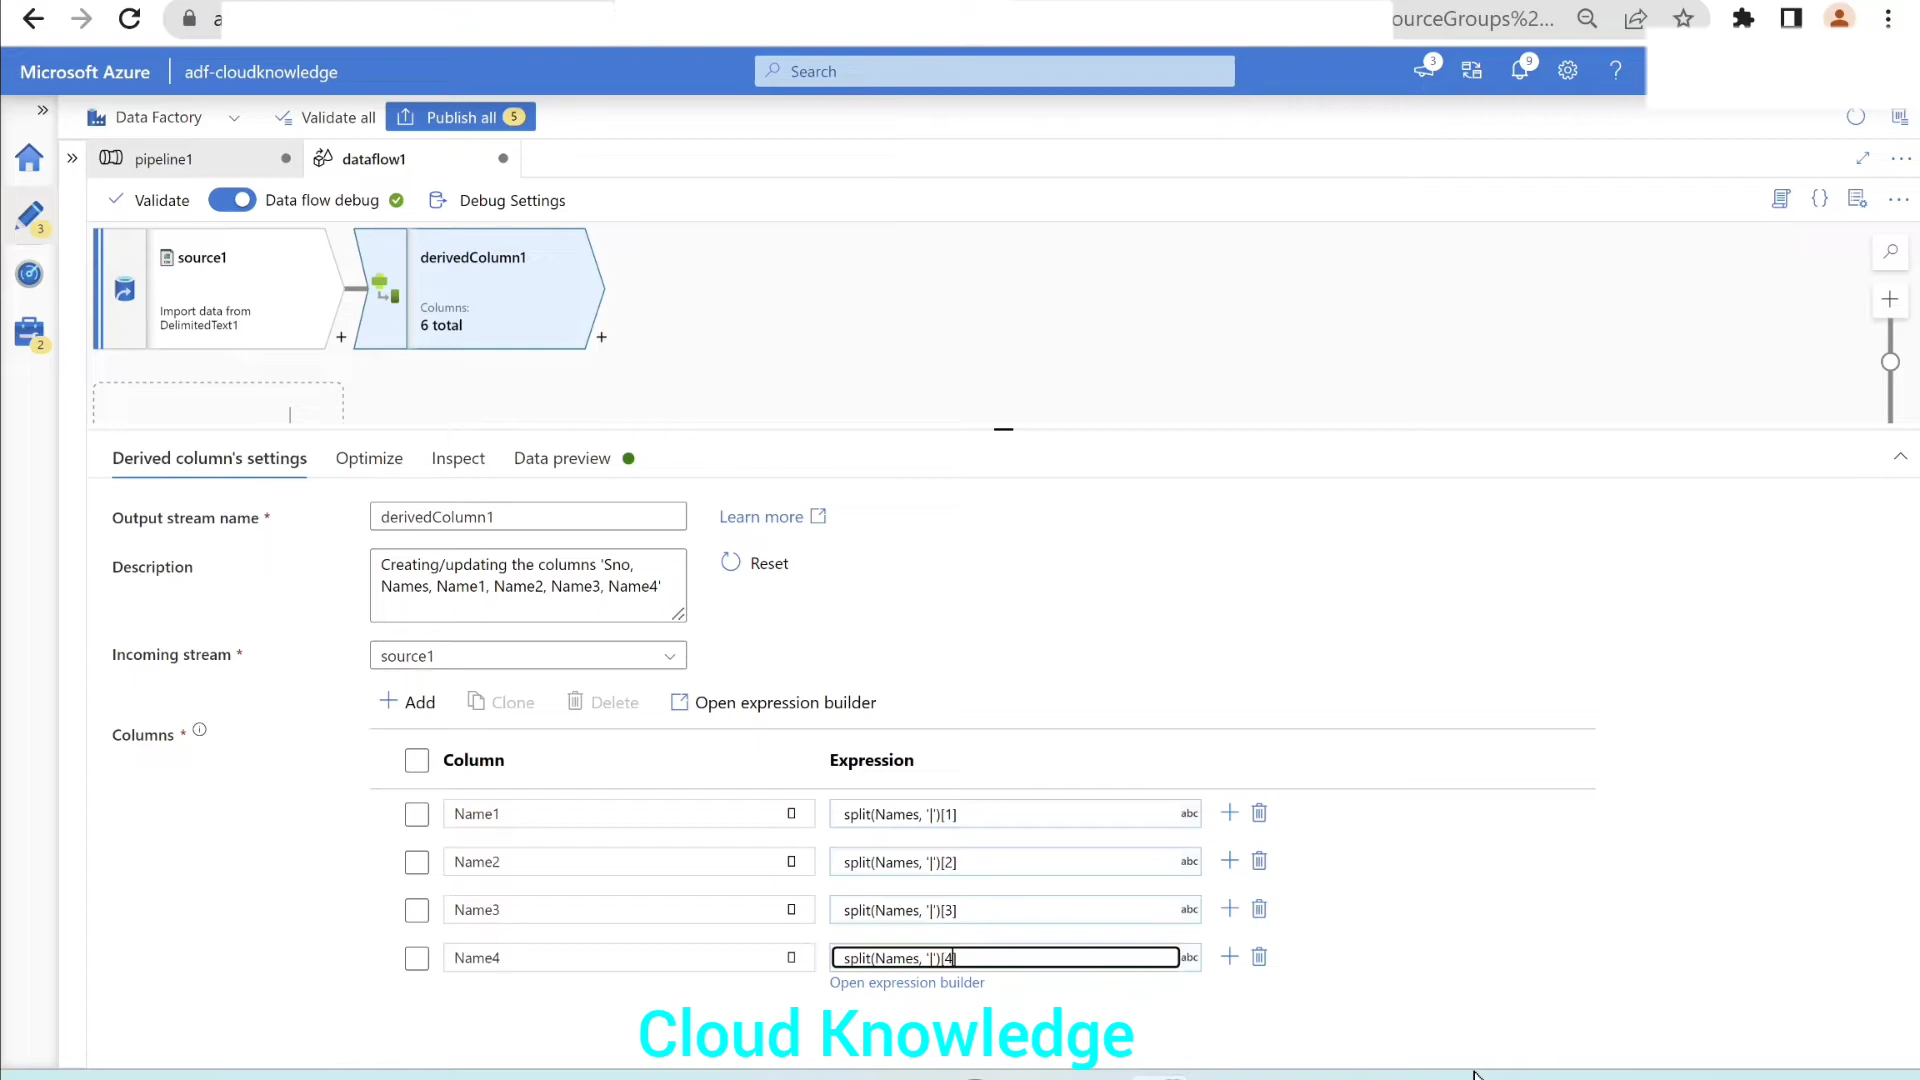 a
ourceGroups%2...
Microsoft Azure
adf-cloudknowledge
Search
3
9
?
Data Factory
Validate all
Publish all
5
pipeline1
dataflow1
Validate
Data flow debug
Debug Settings
{}
3
2
source1
Import data from
DelimitedText1
+
derivedColumn1
Columns:
6 total
+
Derived column's settings
Optimize
Inspect
Data preview
Output stream name *
derivedColumn1
Learn more
Description
Creating/updating the columns 'Sno,
Names, Name1, Name2, Name3, Name4'
Reset
Incoming stream *
source1
Add
Clone
Delete
Open expression builder
Columns *
Column
Expression
Name1
split(Names, '|')[1]
abc
Name2
split(Names, '|')[2]
abc
Name3
split(Names, '|')[3]
abc
Name4
split(Names, '|')[4]
abc
Open expression builder
Cloud Knowledge